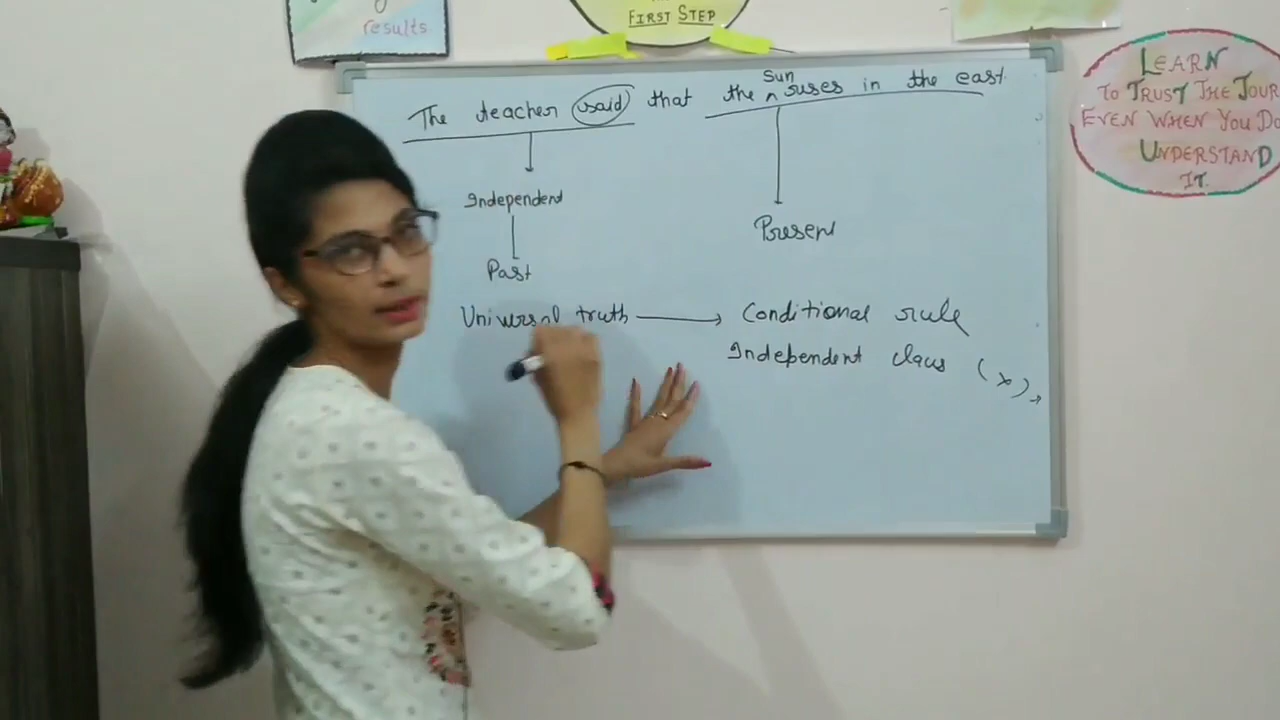 results
FIRST STEP
LEARN
TO TRUST THE JOUR
EVEN WHEN YOU DO
UNDERSTAND
IT.
Sun
The teacher said that the ^ rises in the east
Independent
Present
Past
Universal truth → Conditional rule
Independent claus (x) →